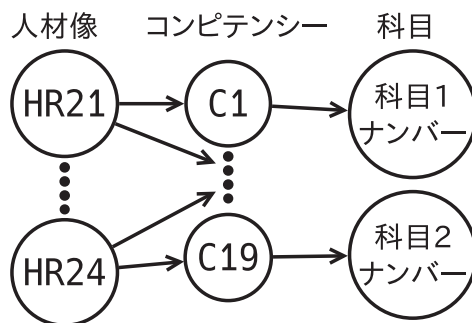 人材像
コンピテンシー
科目
HR21
C1
科目1
ナンバー
HR24
C19
科目2
ナンバー